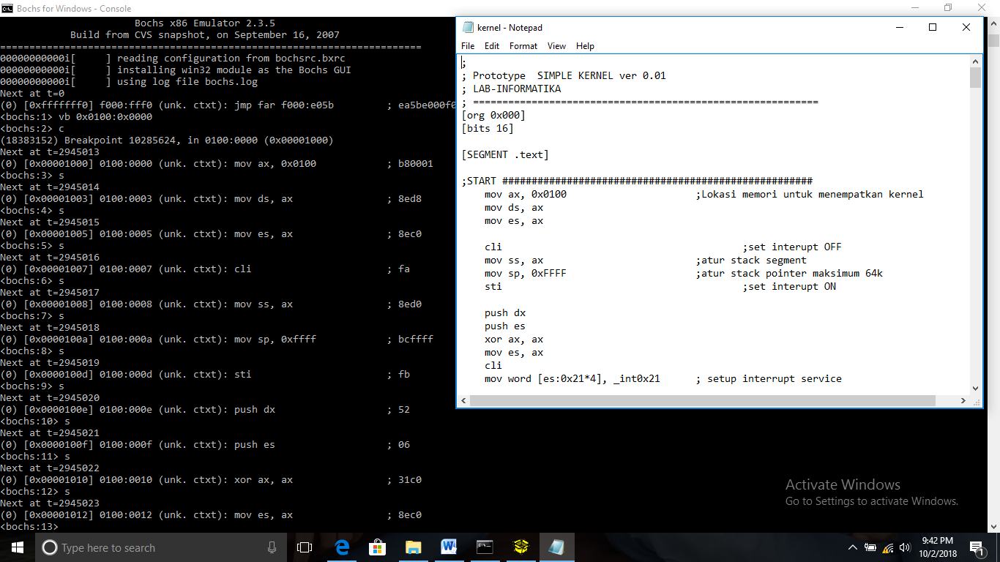 Bochs for Windows - Console
Bochs x86 Emulator 2.3.5
Build from CVS snapshot, on September 16, 2007
========================================================================
00000000000i[     ] reading configuration from bochsrc.bxrc
00000000000i[     ] installing win32 module as the Bochs GUI
00000000000i[     ] using log file bochs.log
Next at t=0
(0) [0xfffffff0] f000:fff0 (unk. ctxt): jmp far f000:e05b         ; ea5be000f0
<bochs:1> vb 0x0100:0x0000
<bochs:2> c
(18383152) Breakpoint 10285624, in 0100:0000 (0x00001000)
Next at t=2945013
(0) [0x00001000] 0100:0000 (unk. ctxt): mov ax, 0x0100            ; b80001
<bochs:3> s
Next at t=2945014
(0) [0x00001003] 0100:0003 (unk. ctxt): mov ds, ax                ; 8ed8
<bochs:4> s
Next at t=2945015
(0) [0x00001005] 0100:0005 (unk. ctxt): mov es, ax                ; 8ec0
<bochs:5> s
Next at t=2945016
(0) [0x00001007] 0100:0007 (unk. ctxt): cli                       ; fa
<bochs:6> s
Next at t=2945017
(0) [0x00001008] 0100:0008 (unk. ctxt): mov ss, ax                ; 8ed0
<bochs:7> s
Next at t=2945018
(0) [0x0000100a] 0100:000a (unk. ctxt): mov sp, 0xffff            ; bcffff
<bochs:8> s
Next at t=2945019
(0) [0x0000100d] 0100:000d (unk. ctxt): sti                       ; fb
<bochs:9> s
Next at t=2945020
(0) [0x0000100e] 0100:000e (unk. ctxt): push dx                   ; 52
<bochs:10> s
Next at t=2945021
(0) [0x0000100f] 0100:000f (unk. ctxt): push es                   ; 06
<bochs:11> s
Next at t=2945022
(0) [0x00001010] 0100:0010 (unk. ctxt): xor ax, ax                ; 31c0
<bochs:12> s
Next at t=2945023
(0) [0x00001012] 0100:0012 (unk. ctxt): mov es, ax                ; 8ec0
<bochs:13>
kernel - Notepad
File Edit Format View Help
;
; Prototype  SIMPLE KERNEL ver 0.01
; LAB-INFORMATIKA
; ===========================================================
[org 0x000]
[bits 16]
[SEGMENT .text]
;START #####################################################
mov ax, 0x0100                      ;Lokasi memori untuk menempatkan kernel
mov ds, ax
mov es, ax
cli                                         ;set interupt OFF
mov ss, ax                          ;atur stack segment
mov sp, 0xFFFF                      ;atur stack pointer maksimum 64k
sti                                         ;set interupt ON
push dx
push es
xor ax, ax
mov es, ax
cli
mov word [es:0x21*4], _int0x21      ; setup interrupt service
Activate Windows
Go to Settings to activate Windows.
Type here to search
9:42 PM
10/2/2018
1